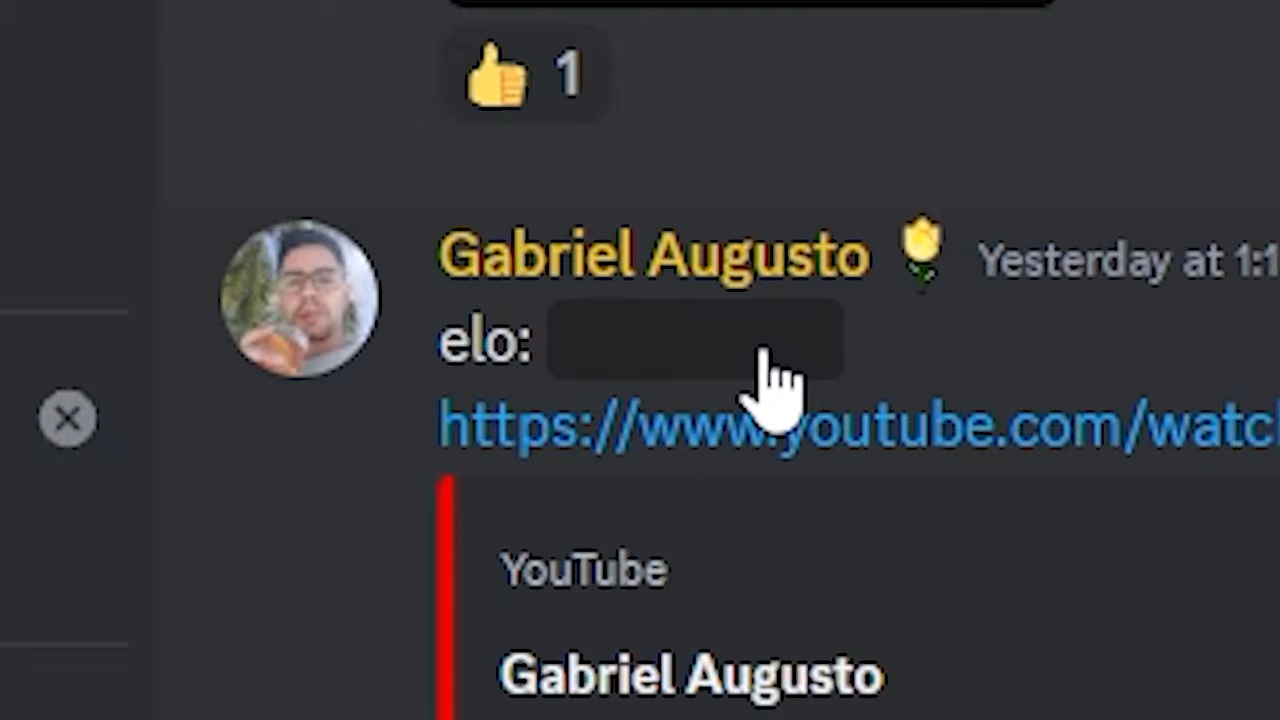 1
Gabriel Augusto Yesterday at 1:1
elo:
https://www.youtube.com/watc
YouTube
Gabriel Augusto